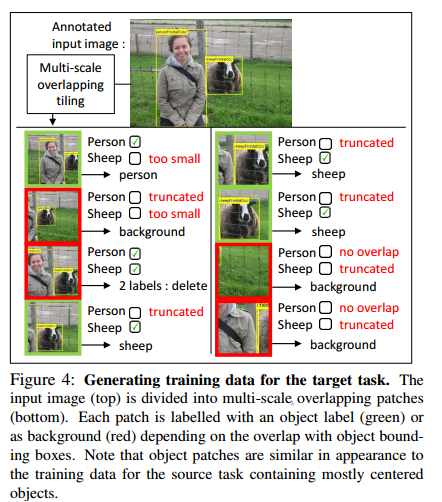 Annotated
input image :
Multi-scale
overlapping
tiling
Person ✓
Sheep too small
person
Person truncated
Sheep too small
background
Person ✓
Sheep ✓
2 labels : delete
Person truncated
Sheep ✓
sheep
Person truncated
Sheep ✓
sheep
Person truncated
Sheep ✓
sheep
Person no overlap
Sheep truncated
background
Person no overlap
Sheep truncated
background
Figure 4: Generating training data for the target task. The
input image (top) is divided into multi-scale, overlapping patches
(bottom). Each patch is labelled with an object label (green) or
as background (red) depending on the overlap with object bound-
ing boxes. Note that object patches are similar in appearance to
the training data for the source task containing mostly centered
objects.